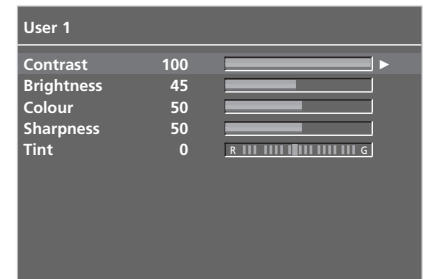 User 1
Contrast 100
Brightness 45
Colour 50
Sharpness 50
Tint 0 R G